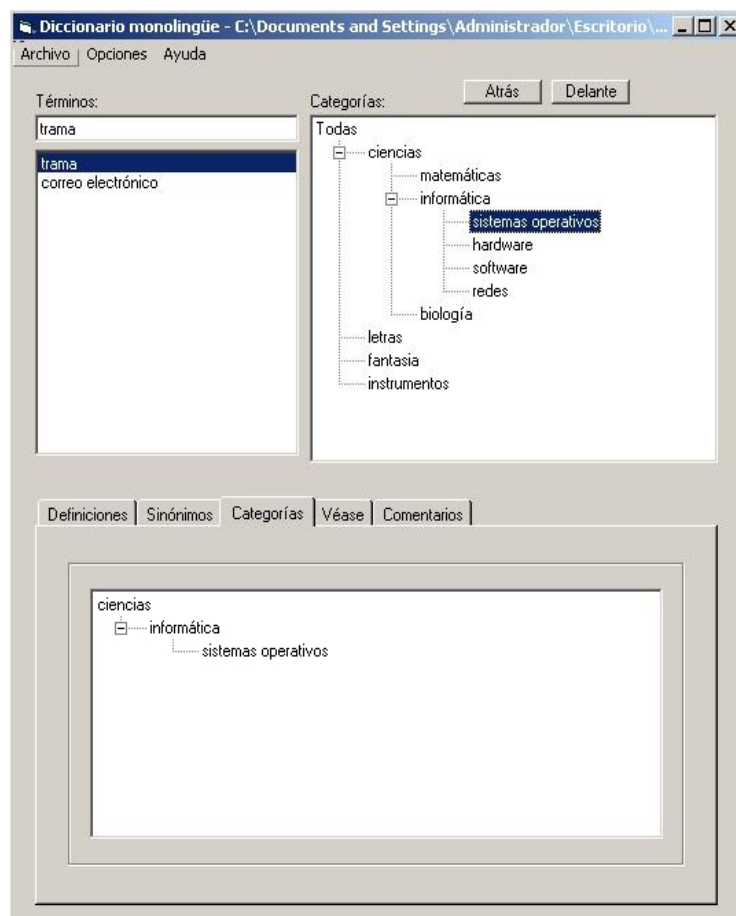 Diccionario monolingüe - C:\Documents and Settings\Administrador\Escritorio\...
Archivo Opciones Ayuda
Atrás Delante
Términos:
Categorías:
trama
trama
correo electrónico
Todas
ciencias
matemáticas
informática
sistemas operativos
hardware
software
redes
biología
letras
fantasia
instrumentos
Definiciones Sinónimos Categorías Véase Comentarios
ciencias
informática
sistemas operativos